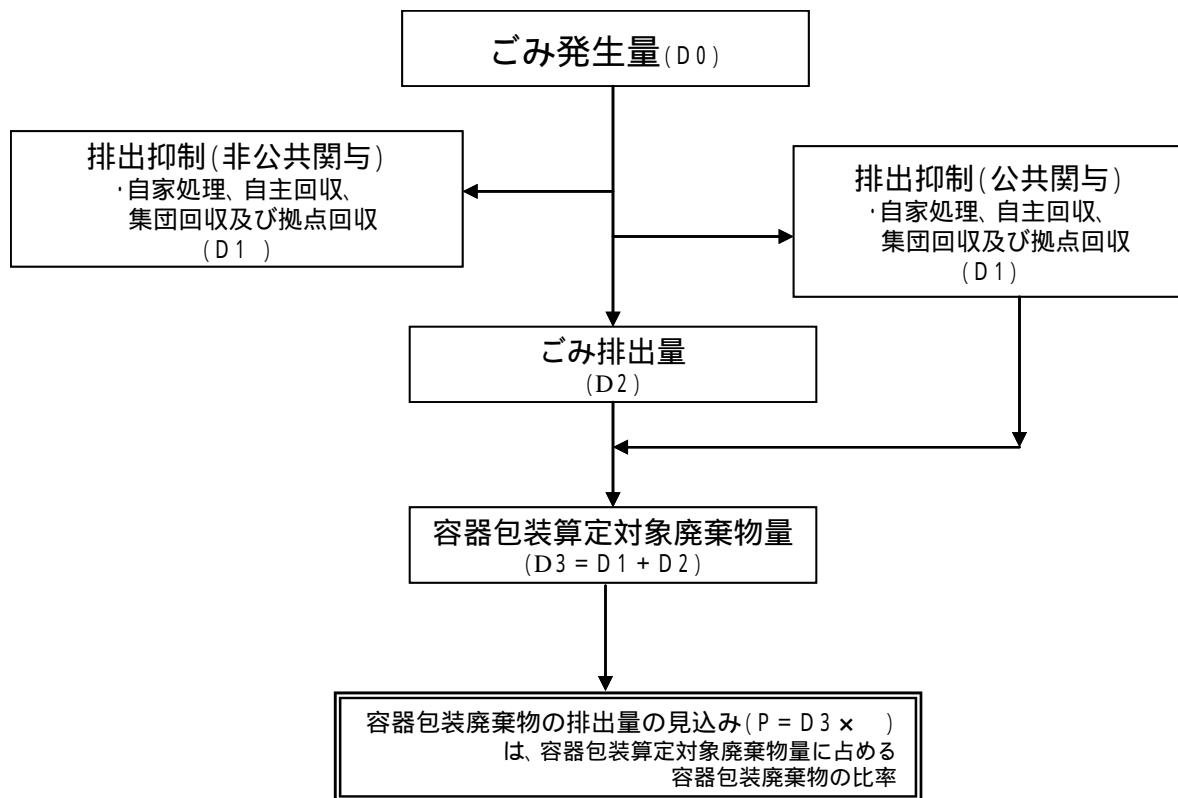 ごみ発生量(D0)
排出抑制(非公共関与)
・自家処理、自主回収、
集団回収及び拠点回収
(D1 )
排出抑制(公共関与)
・自家処理、自主回収、
集団回収及び拠点回収
(D1)
ごみ排出量
(D2)
容器包装算定対象廃棄物量
(D3=D1+D2)
容器包装廃棄物の排出量の見込み(P=D3× )
は、容器包装算定対象廃棄物量に占める
容器包装廃棄物の比率